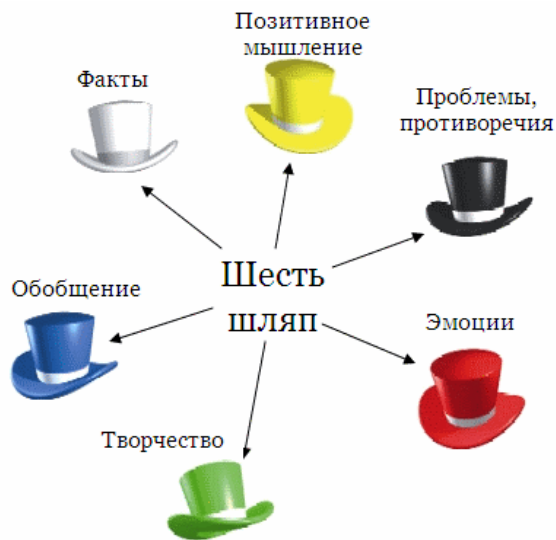 Позитивное
мышление
Факты
Проблемы,
противоречия
Шесть
шляп
Обобщение
Эмоции
Творчество